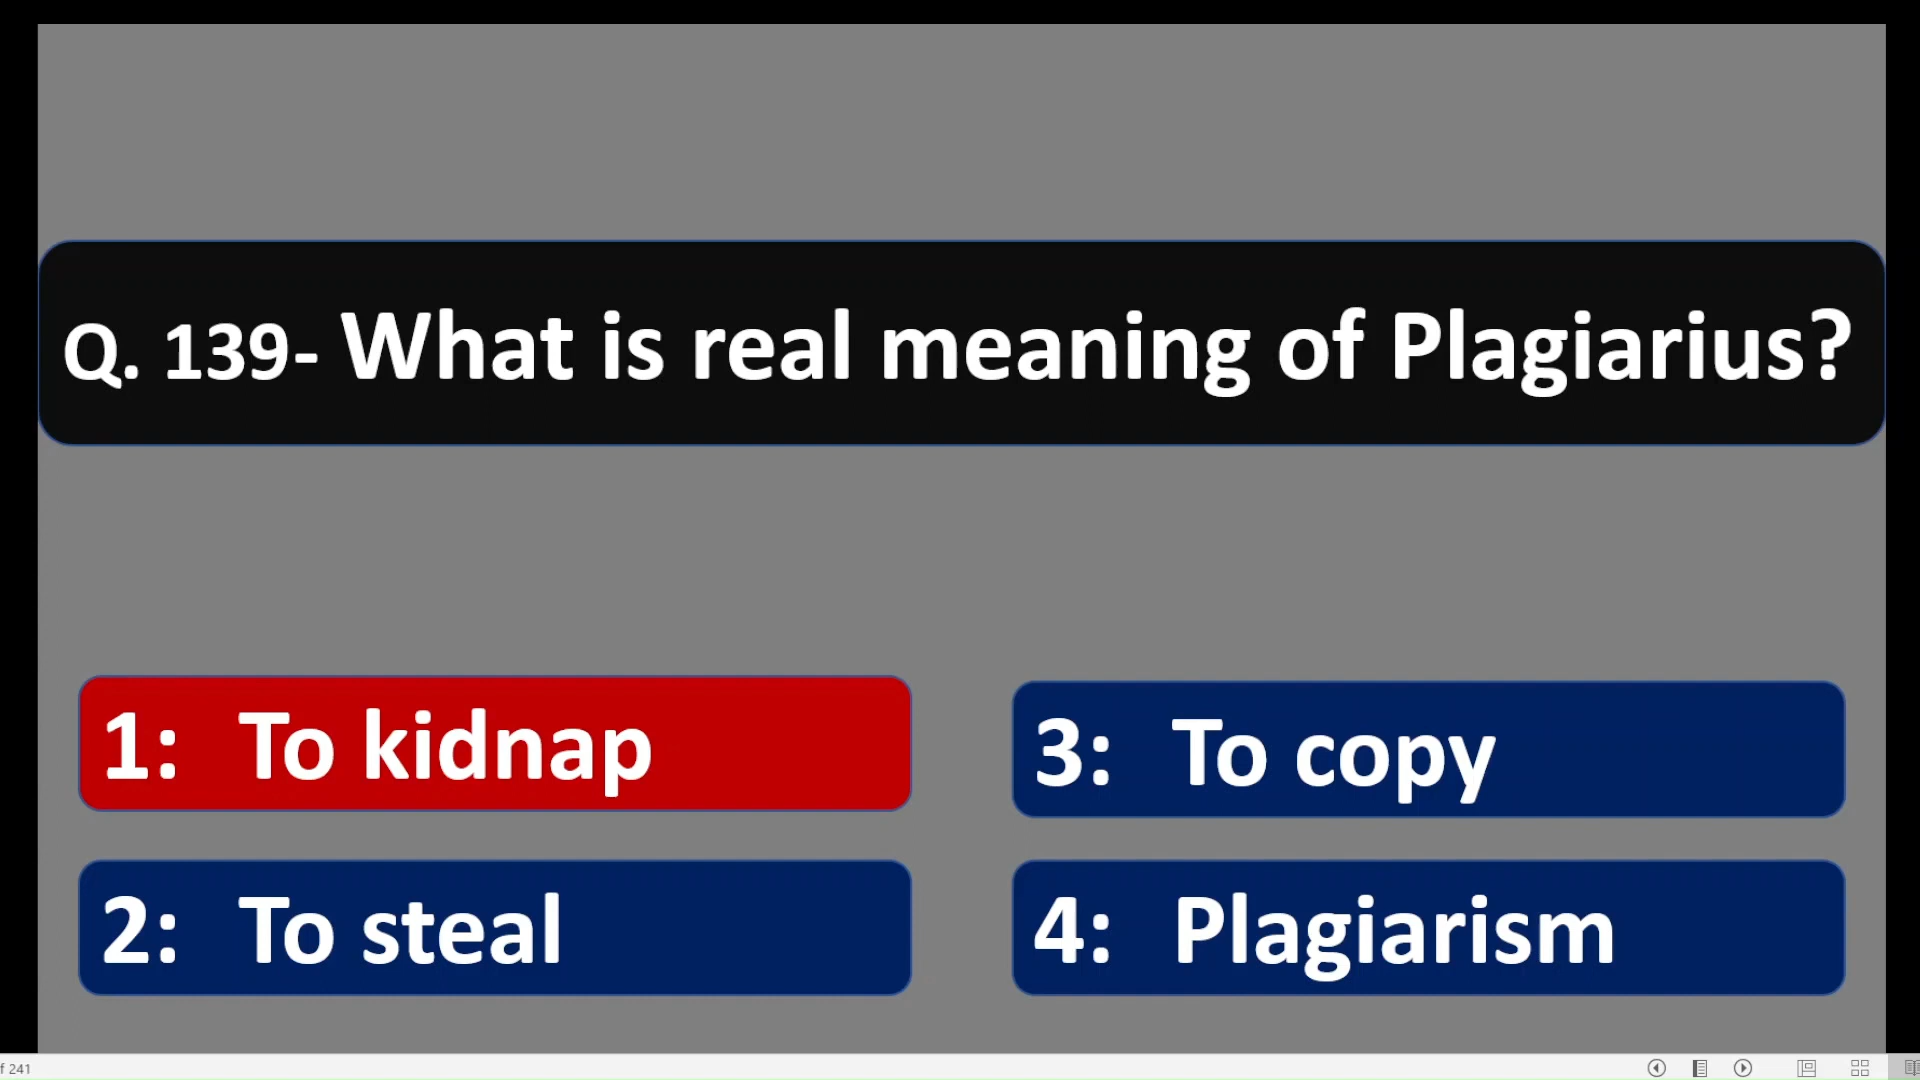 Q. 139- What is real meaning of Plagiarius?
1: To kidnap
3: To copy
2: To steal
4: Plagiarism
f 241